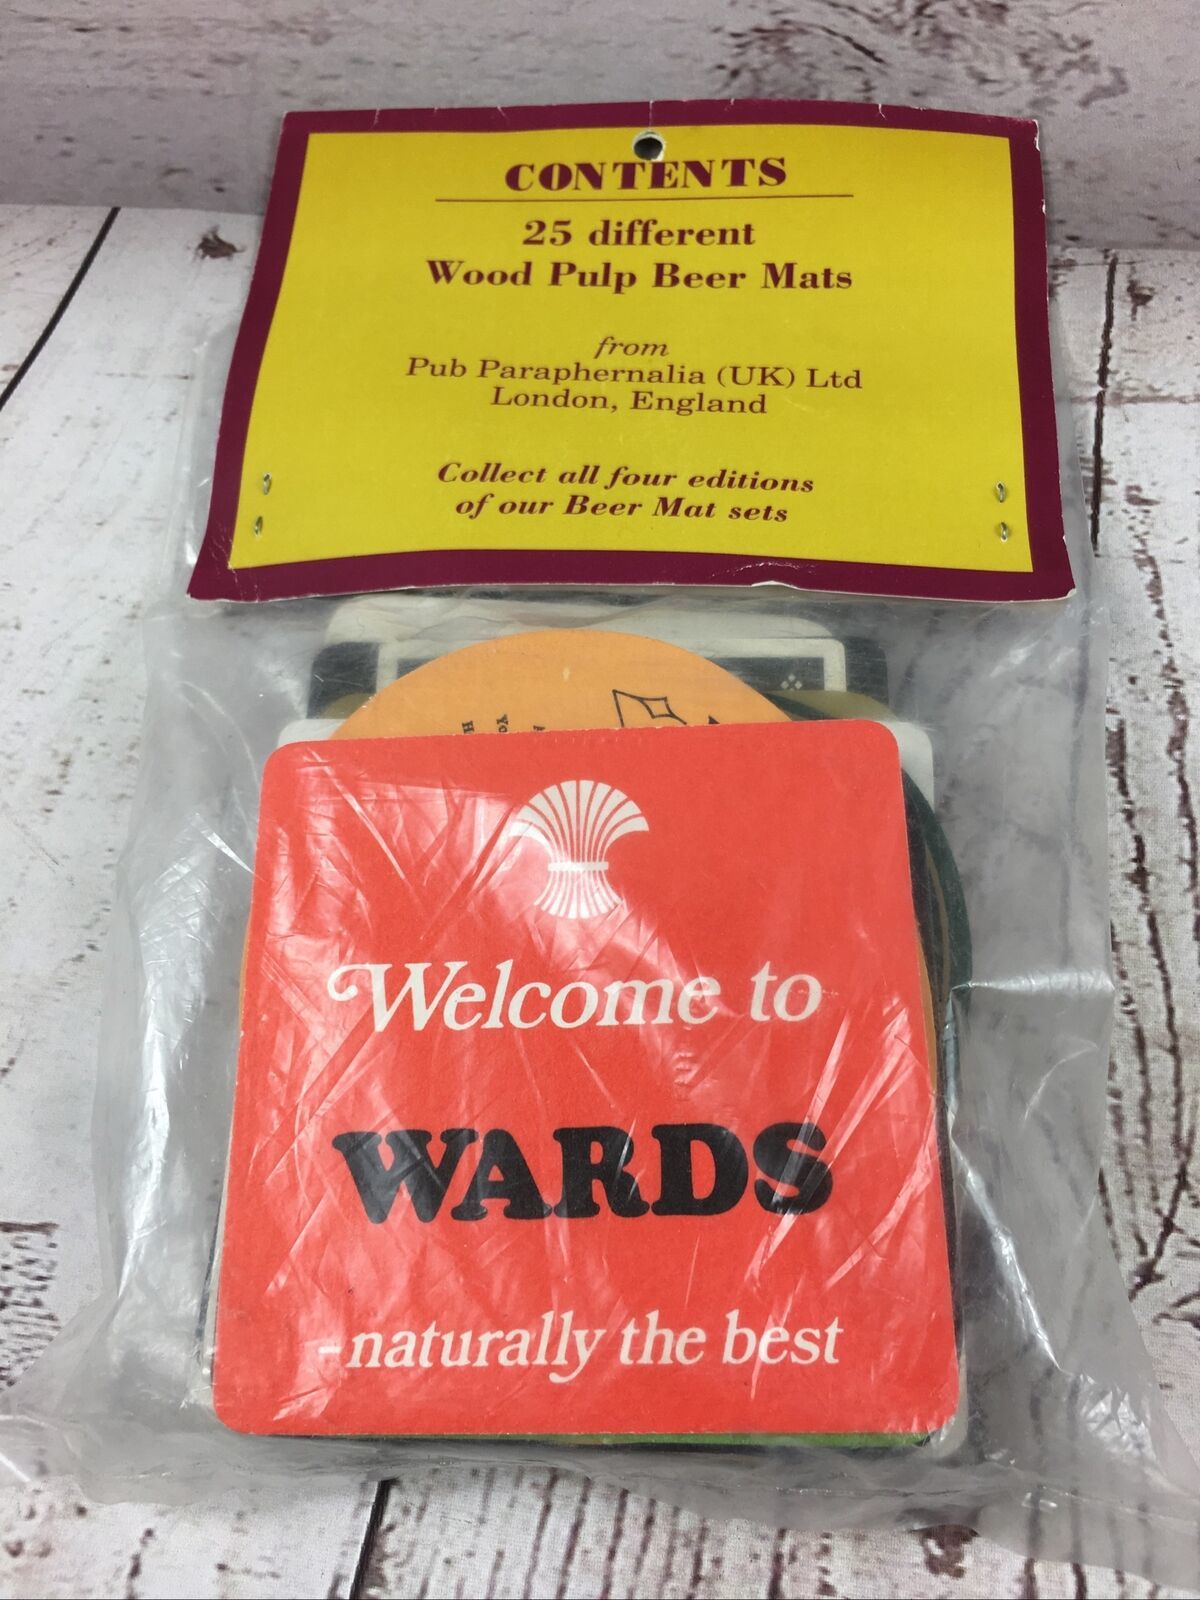 CONTENTS
25 different
Wood Pulp Beer Mats
from
Pub Paraphernalia (UK) Ltd
London, England
Collect all four editions
of our Beer Mat sets
Welcome to
WARDS
-naturally the best